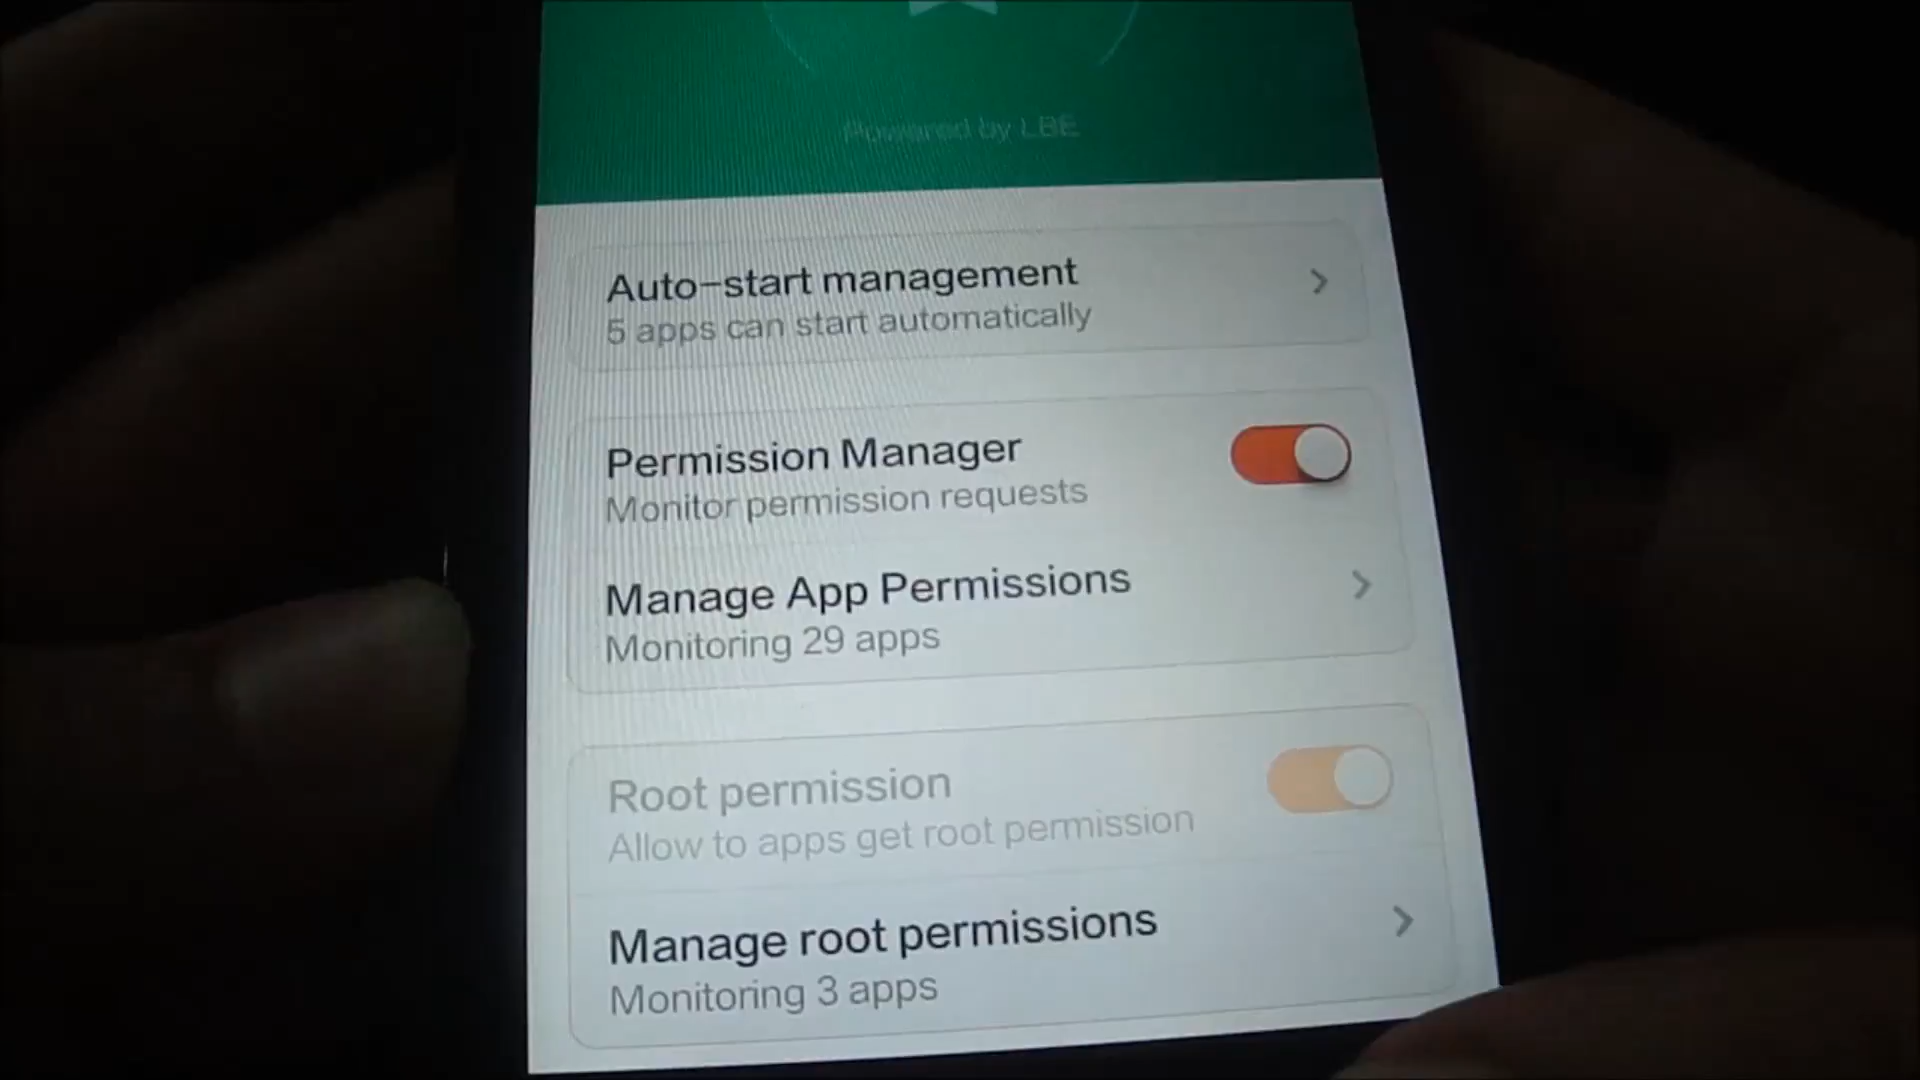 Powered by LBE
Auto-start management
5 apps can start automatically
Permission Manager
Monitor permission requests
Manage App Permissions
Monitoring 29 apps
Root permission
Allow to apps get root permission
Manage root permissions
Monitoring 3 apps